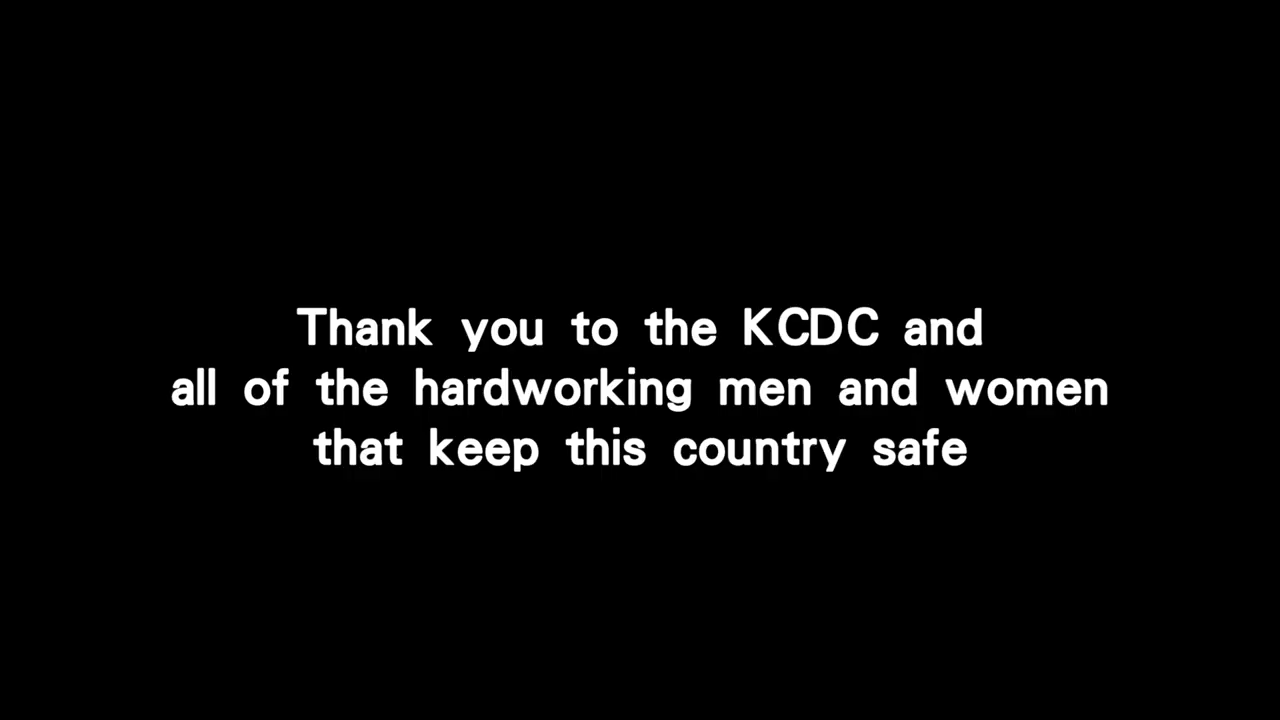 Thank you to the KCDC and
all of the hardworking men and women
that keep this country safe